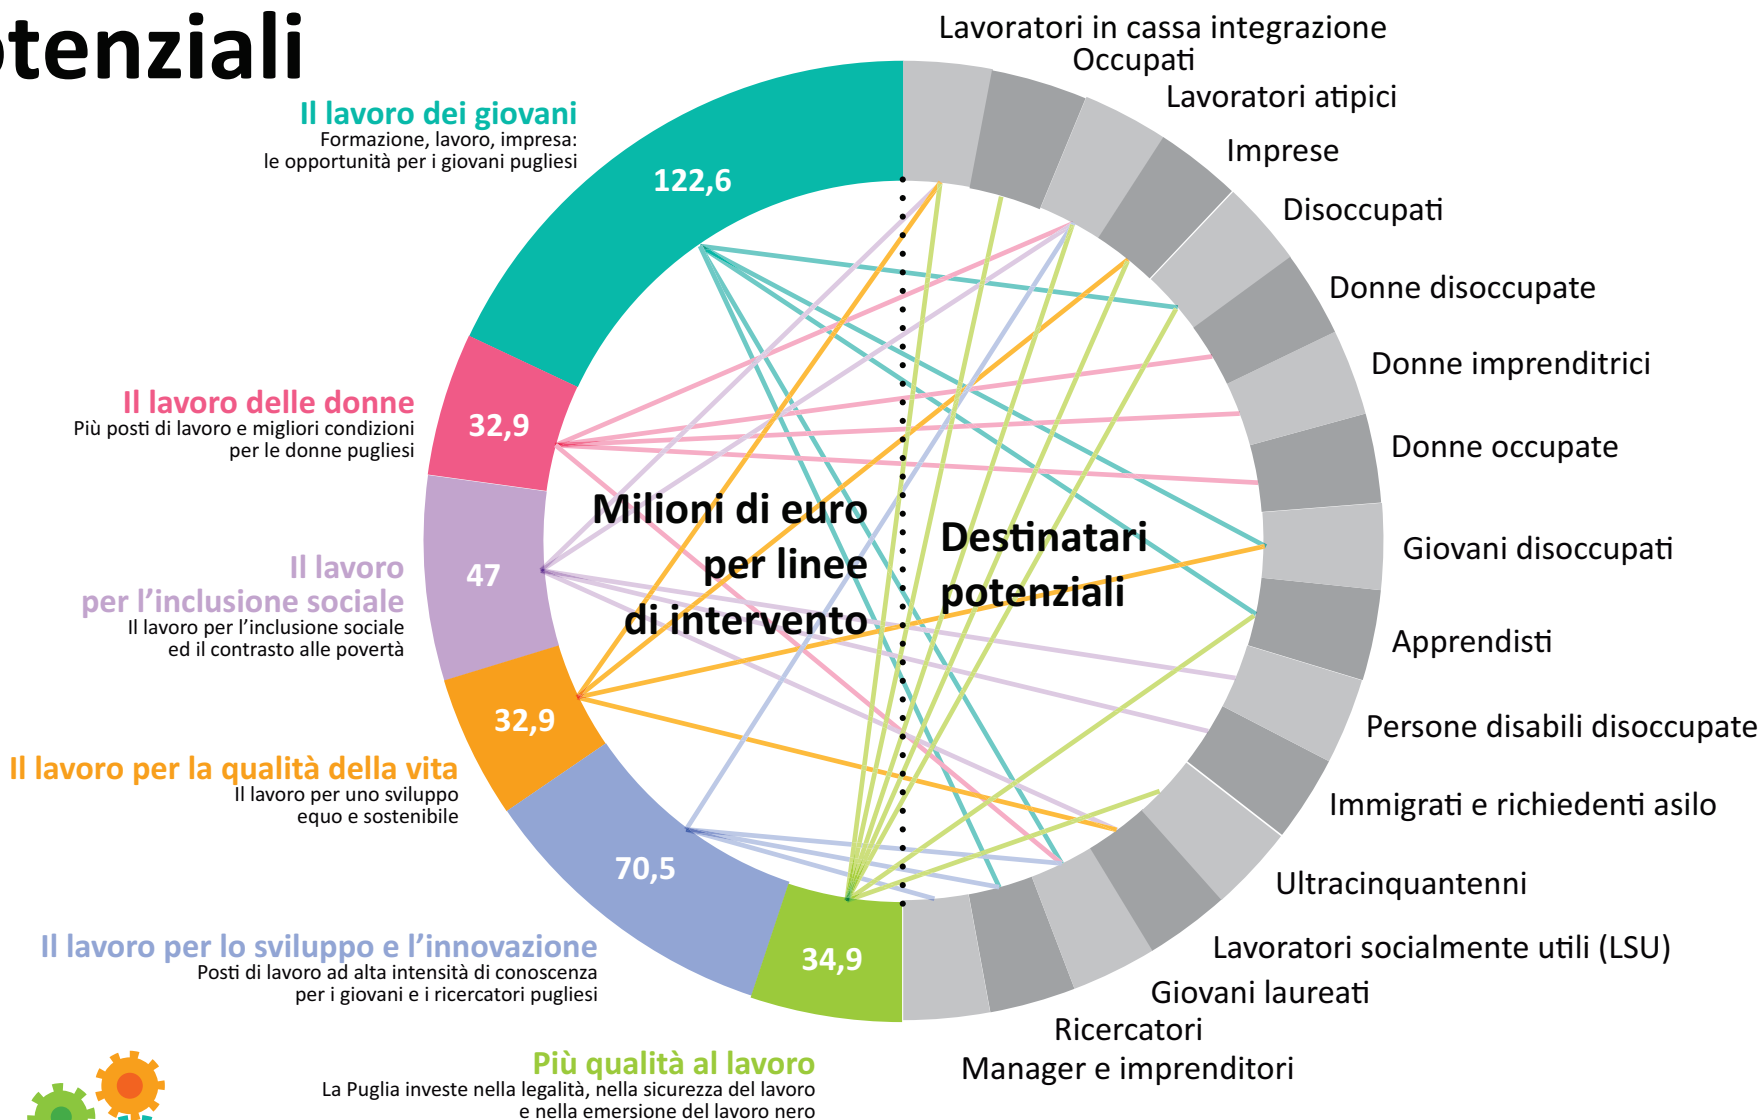 otenziali
Il lavoro dei giovani
Formazione, lavoro, impresa:
le opportunità per i giovani pugliesi
122,6
Il lavoro delle donne
Più posti di lavoro e migliori condizioni
per le donne pugliesi
32,9
Il lavoro
per l’inclusione sociale
Il lavoro per l’inclusione sociale
ed il contrasto alle povertà
47
Il lavoro per la qualità della vita
Il lavoro per uno sviluppo
equo e sostenibile
32,9
Il lavoro per lo sviluppo e l’innovazione
Posti di lavoro ad alta intensità di conoscenza
per i giovani e i ricercatori pugliesi
70,5
Più qualità al lavoro
La Puglia investe nella legalità, nella sicurezza del lavoro
e nella emersione del lavoro nero
34,9
Milioni di euro
per linee
di intervento
Destinatari
potenziali
Lavoratori in cassa integrazione
Occupati
Lavoratori atipici
Imprese
Disoccupati
Donne disoccupate
Donne imprenditrici
Donne occupate
Giovani disoccupati
Apprendisti
Persone disabili disoccupate
Immigrati e richiedenti asilo
Ultracinquantenni
Lavoratori socialmente utili (LSU)
Giovani laureati
Ricercatori
Manager e imprenditori